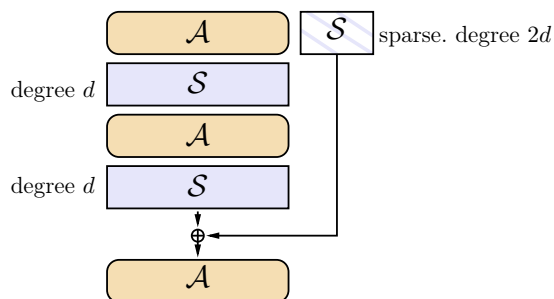 𝒜 𝒮 sparse. degree 2d
degree d 𝒮
𝒜
degree d 𝒮
⊕
𝒜